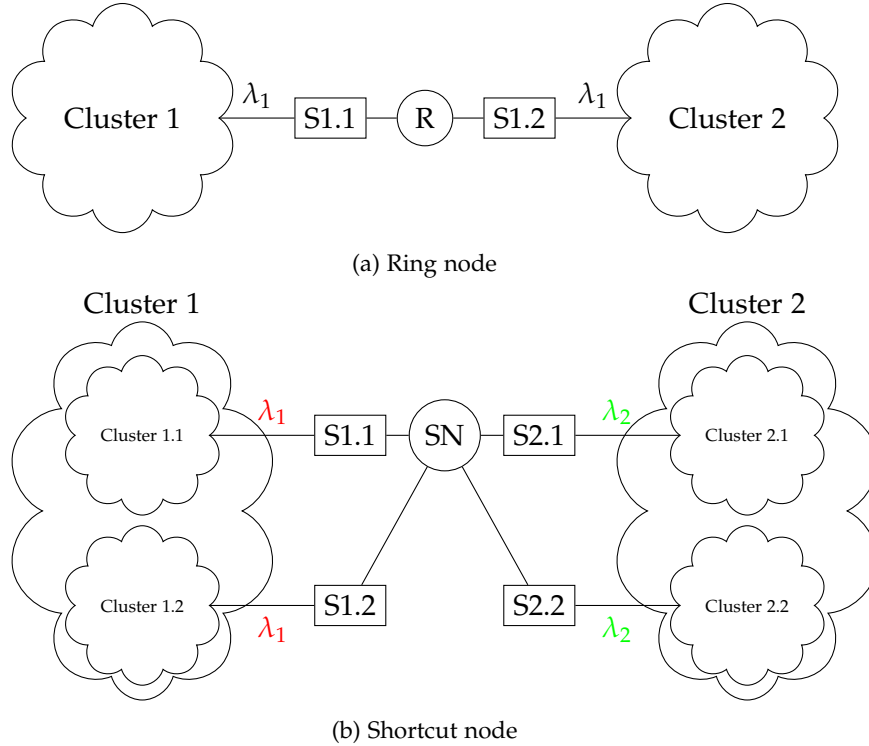 Cluster 1 λ1 S1.1 R S1.2 λ1 Cluster 2
(a) Ring node
Cluster 1 Cluster 2
Cluster 1.1 λ1 S1.1 SN S2.1 λ2 Cluster 2.1
Cluster 1.2 λ1 S1.2 S2.2 λ2 Cluster 2.2
(b) Shortcut node